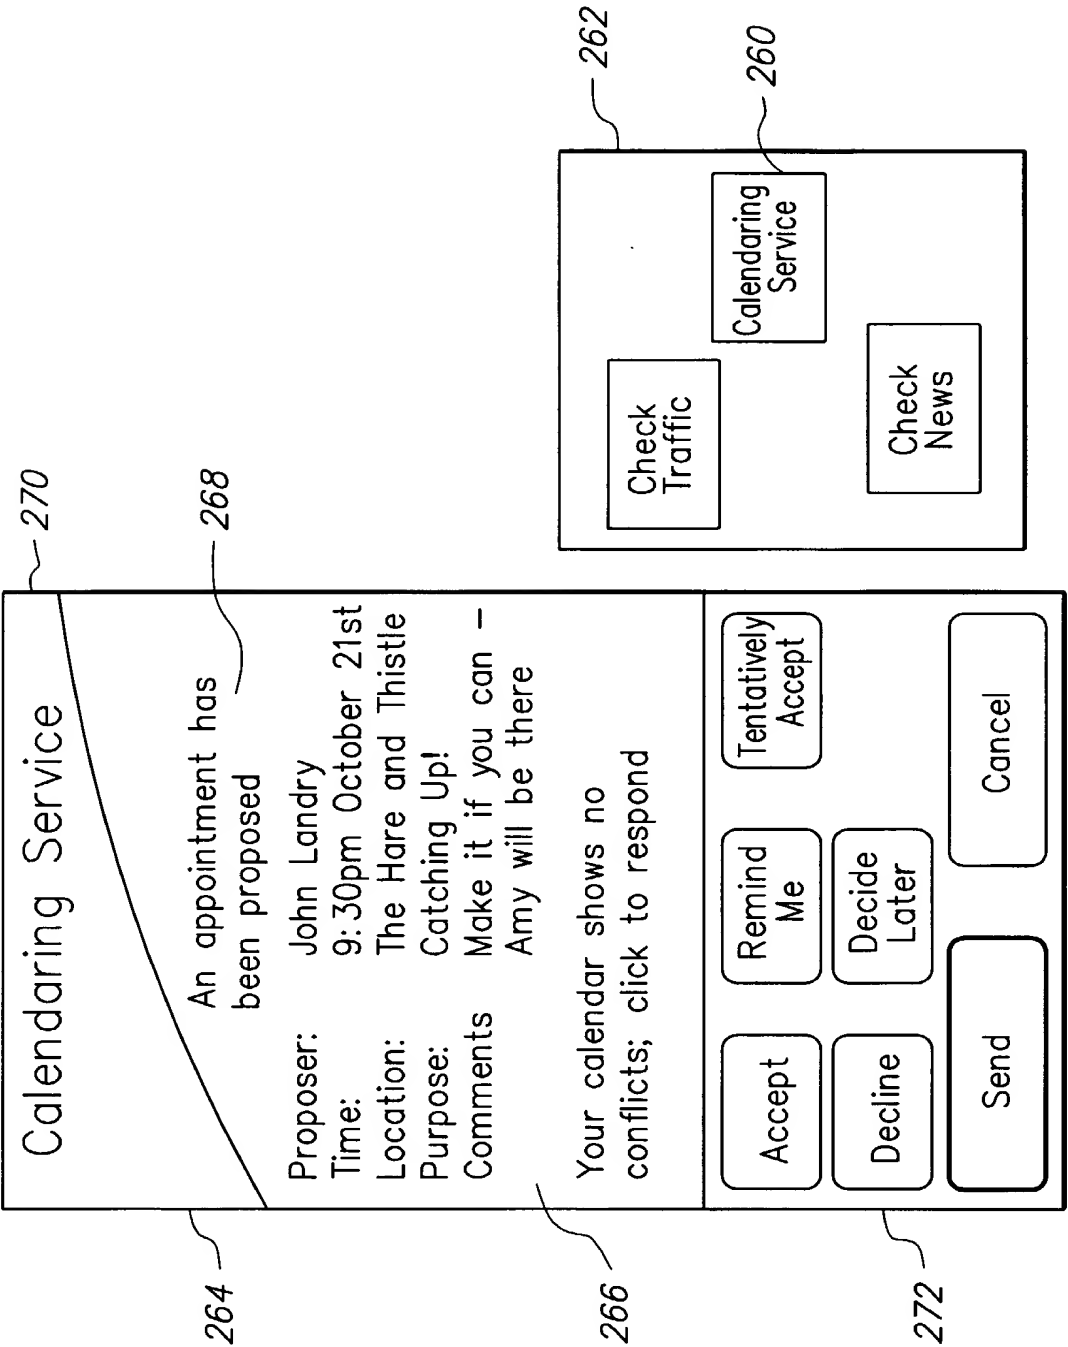 Calendaring Service
270
An appointment has
been proposed
268
Proposer: John Landry
Time: 9:30pm October 21st
Location: The Hare and Thistle
Purpose: Catching Up!
Comments Make it if you can –
Amy will be there
Your calendar shows no
conflicts; click to respond
264
266
Accept
Remind
Me
Tentatively
Accept
Decline
Decide
Later
Send
Cancel
272
262
Check
Traffic
Calendaring
Service
260
Check
News